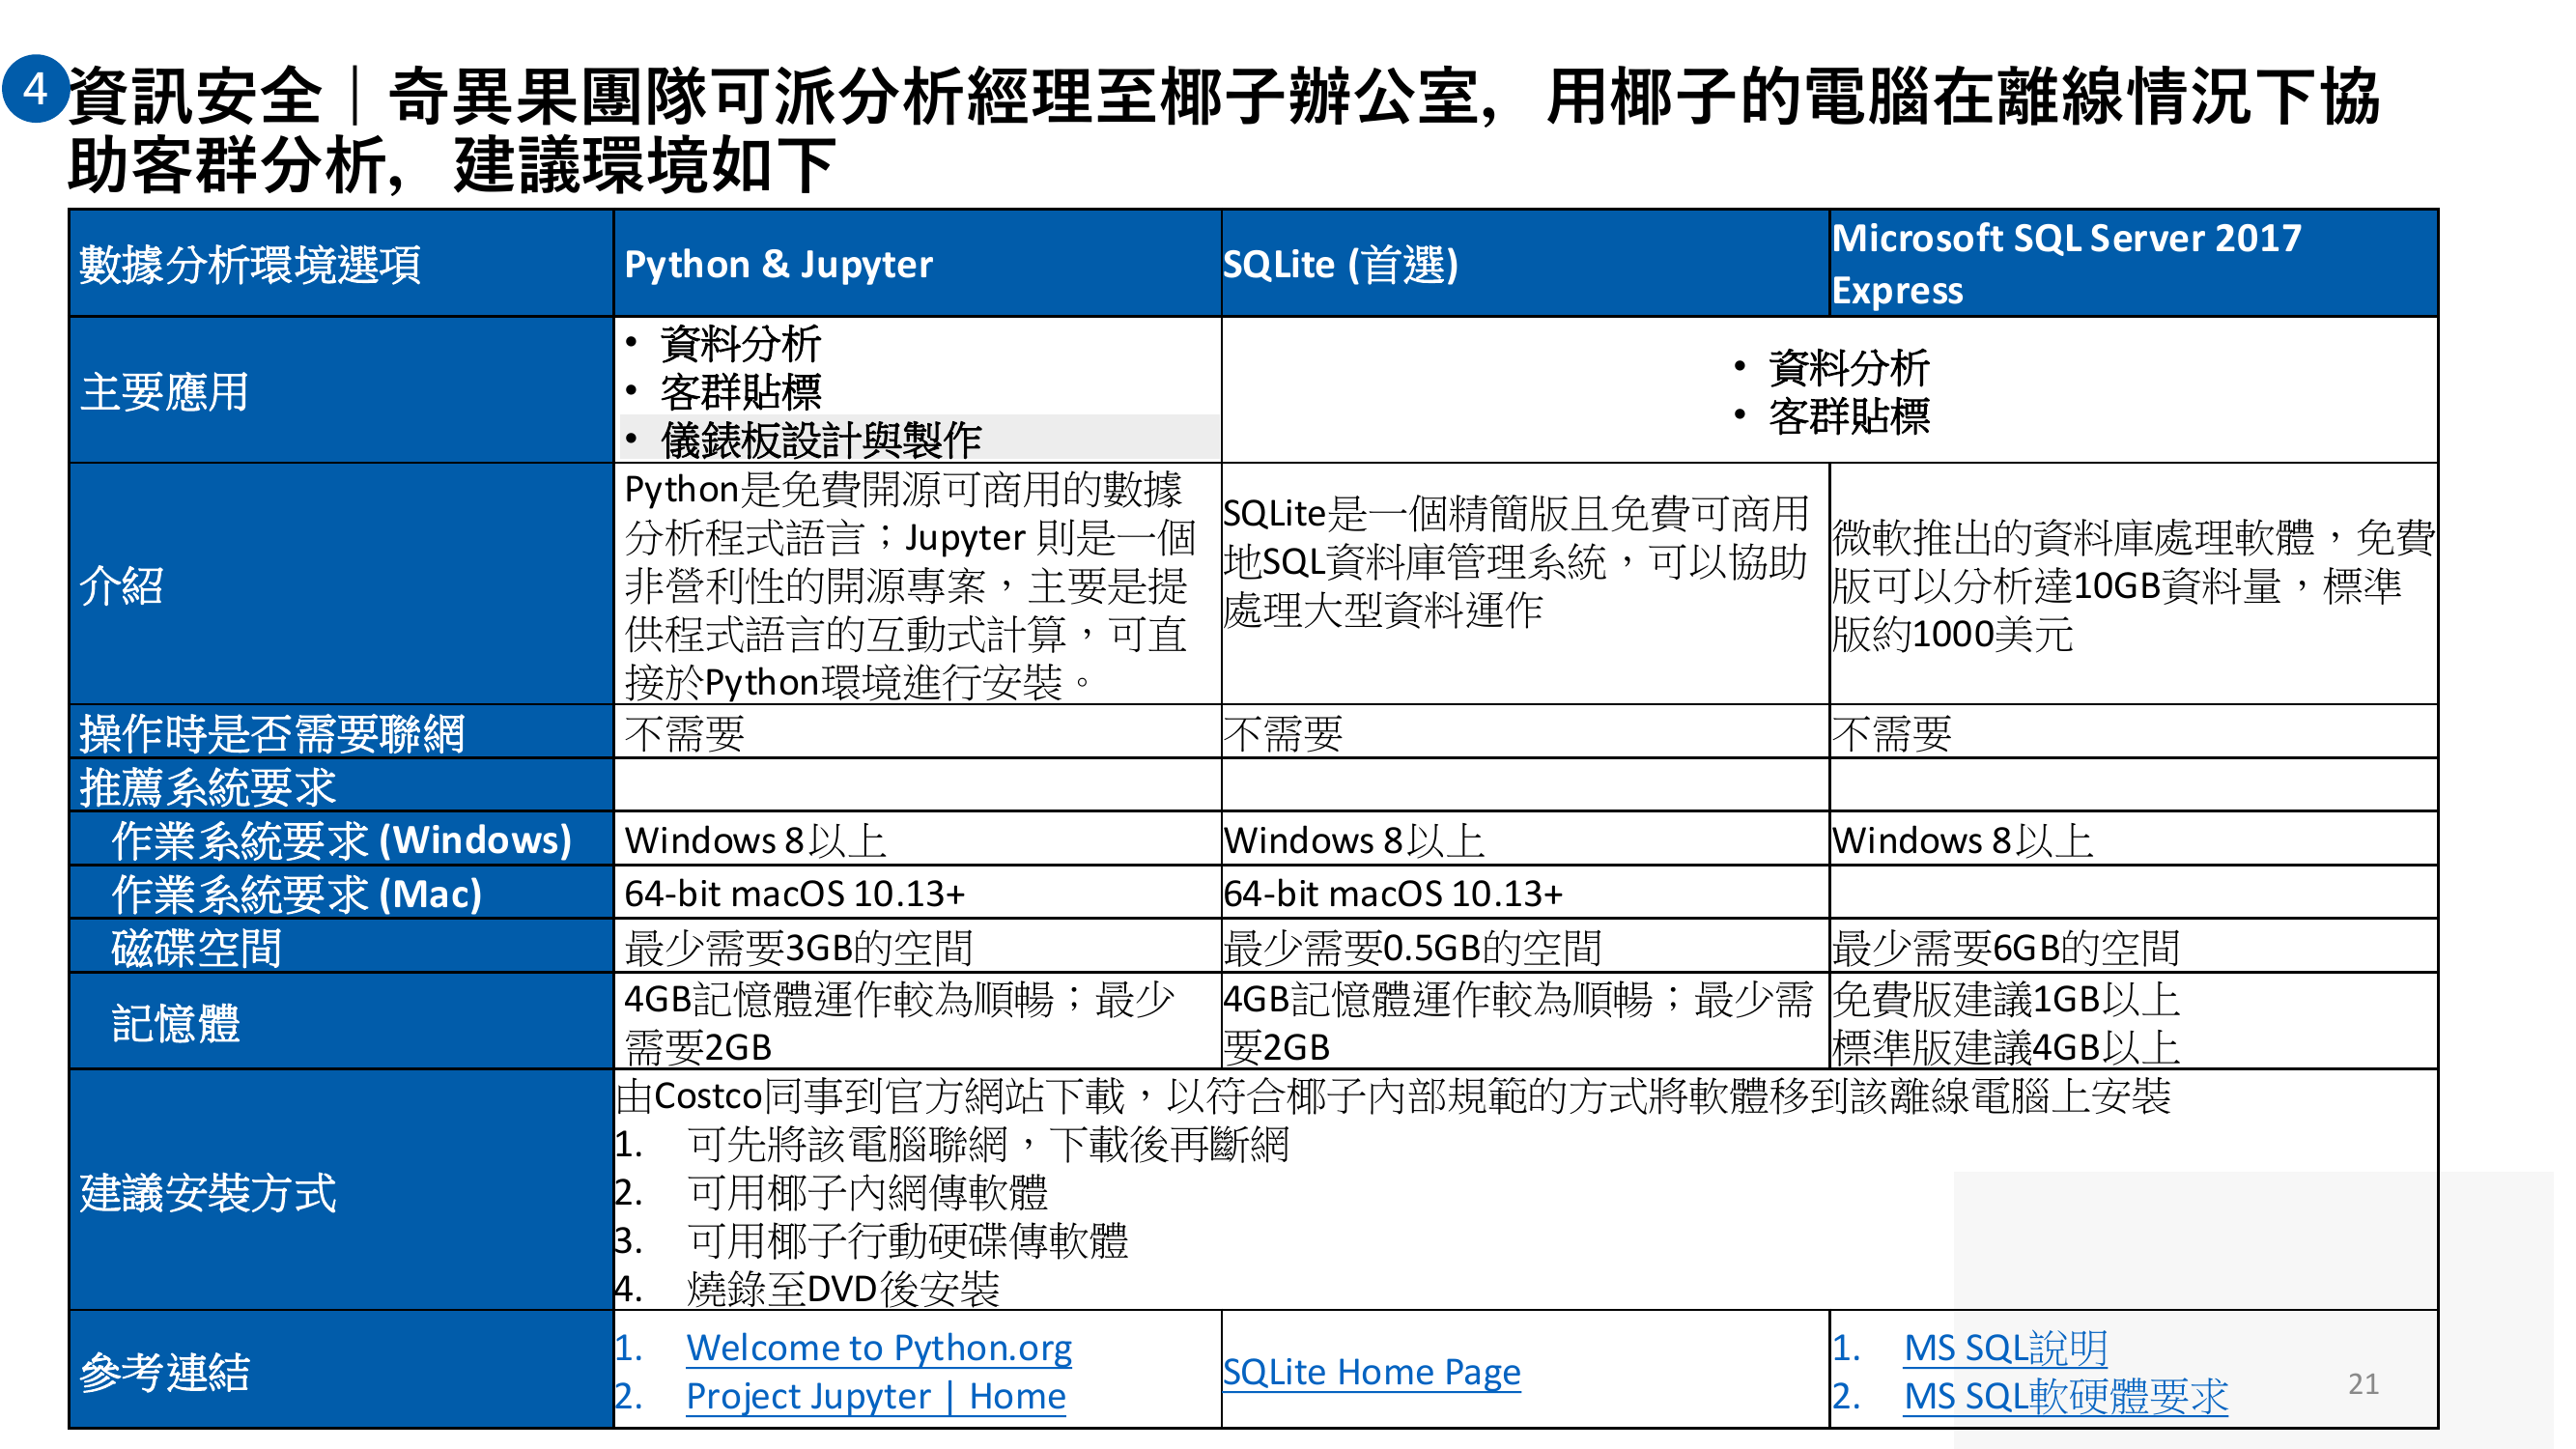 4
資訊安全｜奇異果團隊可派分析經理至椰子辦公室，用椰子的電腦在離線情況下協
助客群分析，建議環境如下
數據分析環境選項
Python & Jupyter
SQLite (首選)
Microsoft SQL Server 2017
Express
主要應用
• 資料分析
• 客群貼標
• 儀錶板設計與製作
• 資料分析
• 客群貼標
介紹
Python是免費開源可商用的數據
分析程式語言；Jupyter 則是一個
非營利性的開源專案，主要是提
供程式語言的互動式計算，可直
接於Python環境進行安裝。
SQLite是一個精簡版且免費可商用
地SQL資料庫管理系統，可以協助
處理大型資料運作
微軟推出的資料庫處理軟體，免費
版可以分析達10GB資料量，標準
版約1000美元
操作時是否需要聯網
不需要
不需要
不需要
推薦系統要求
作業系統要求 (Windows)
Windows 8以上
Windows 8以上
Windows 8以上
作業系統要求 (Mac)
64-bit macOS 10.13+
64-bit macOS 10.13+
磁碟空間
最少需要3GB的空間
最少需要0.5GB的空間
最少需要6GB的空間
記憶體
4GB記憶體運作較為順暢；最少
需要2GB
4GB記憶體運作較為順暢；最少需
要2GB
免費版建議1GB以上
標準版建議4GB以上
建議安裝方式
由Costco同事到官方網站下載，以符合椰子內部規範的方式將軟體移到該離線電腦上安裝
1. 可先將該電腦聯網，下載後再斷網
2. 可用椰子內網傳軟體
3. 可用椰子行動硬碟傳軟體
4. 燒錄至DVD後安裝
參考連結
1. Welcome to Python.org
2. Project Jupyter | Home
SQLite Home Page
1. MS SQL說明
2. MS SQL軟硬體要求
21